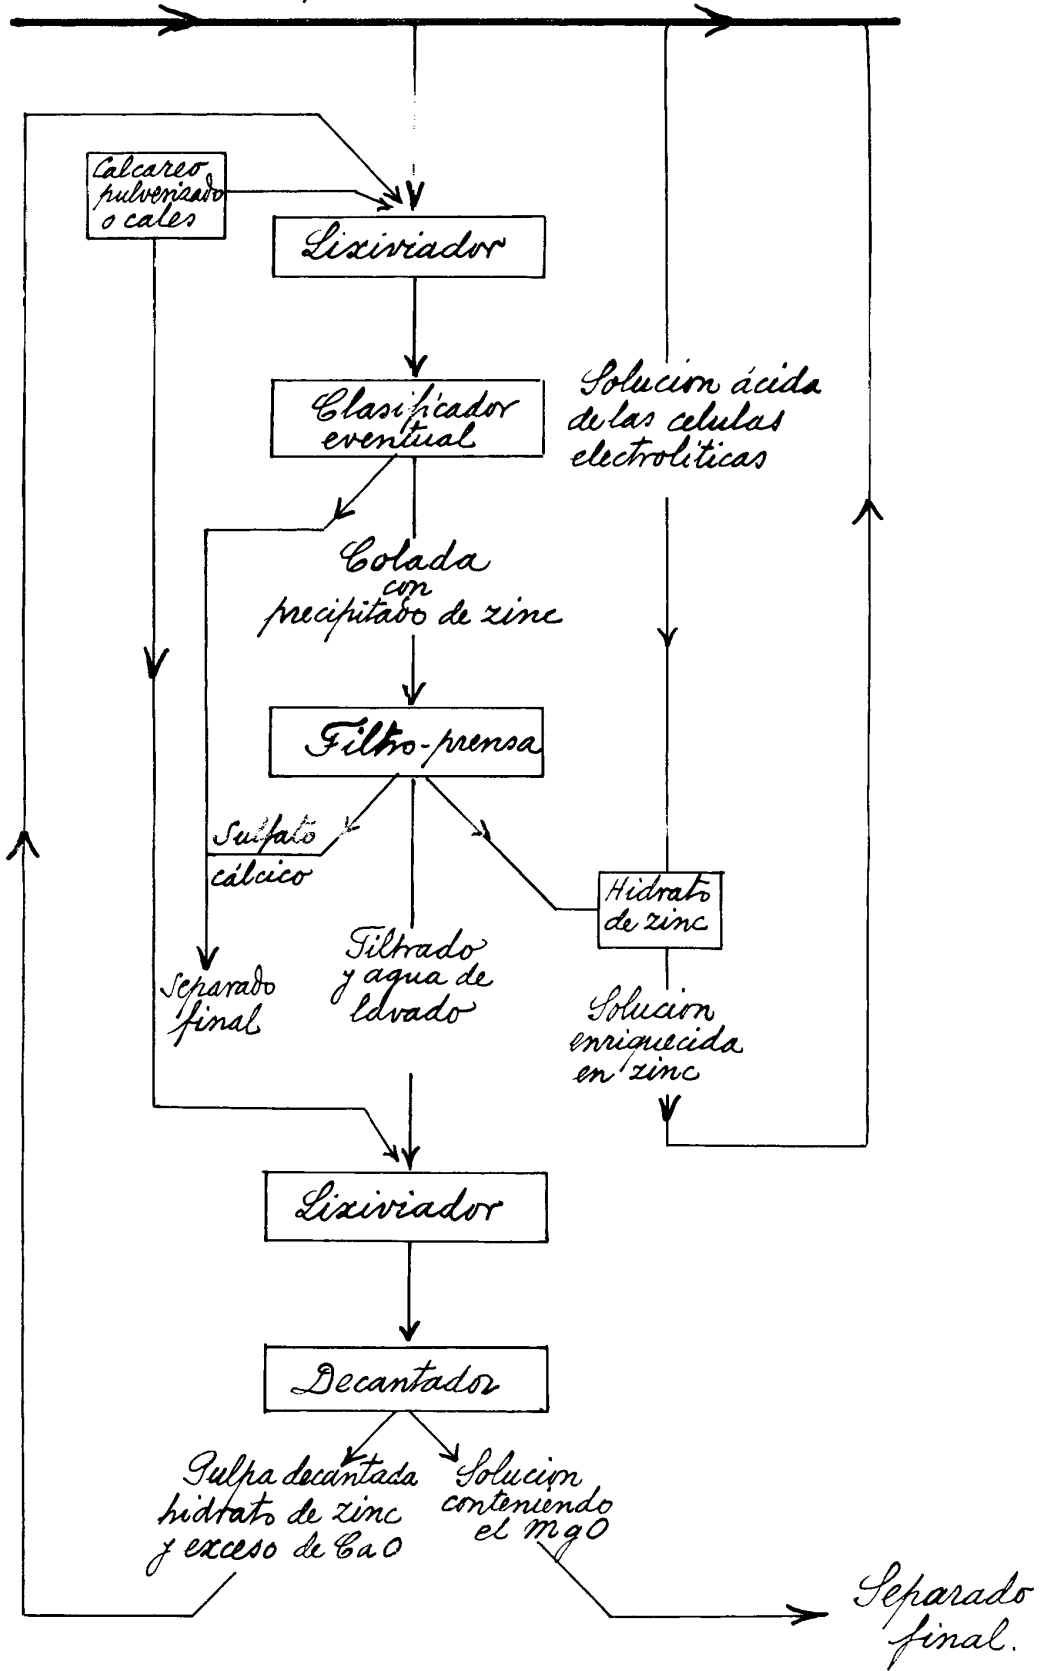 Calcareo
pulverizado
o cales
Lixiviador
Clasificador
eventual
Solucion ácida
de las celulas
electrolíticas
Colada
con
precipitado de zinc
Filtro-prensa
Sulfato
cálcico
Hidrato
de zinc
Separado
final
Filtrado
y agua de
lavado
Solucion
enriquecida
en zinc
Lixiviador
Decantador
Pulpa decantada
hidrato de zinc
y exceso de CaO
Solución
conteniendo
el MgO
Separado
final.